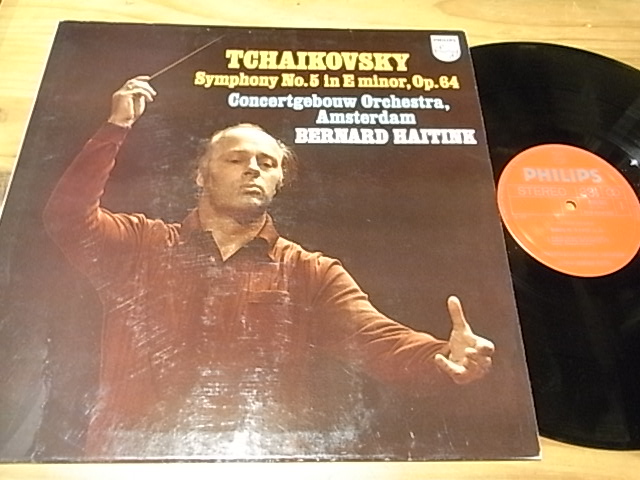 TCHAIKOVSKY
Symphony No.5 in E minor, Op.64
Concertgebouw Orchestra,
Amsterdam
BERNARD HAITINK
PHILIPS
PHILIPS
STEREO